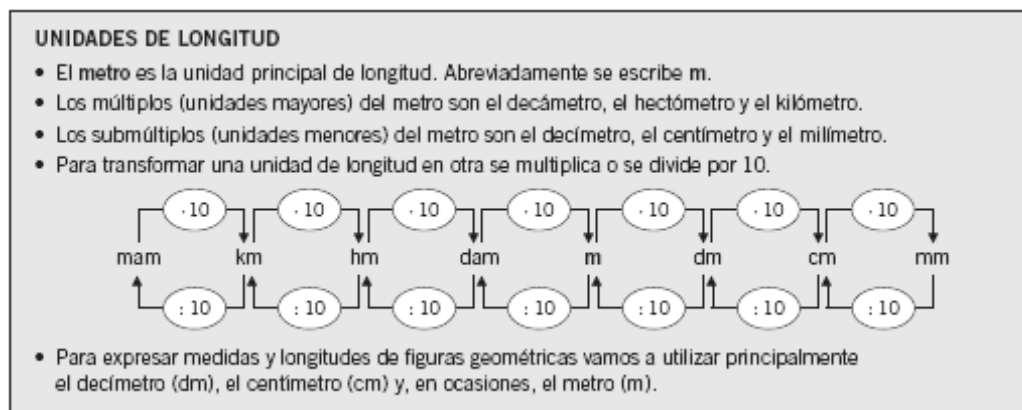 UNIDADES DE LONGITUD
• El metro es la unidad principal de longitud. Abreviadamente se escribe m.
• Los múltiplos (unidades mayores) del metro son el decámetro, el hectómetro y el kilómetro.
• Los submúltiplos (unidades menores) del metro son el decímetro, el centímetro y el milímetro.
• Para transformar una unidad de longitud en otra se multiplica o se divide por 10.
· 10 · 10 · 10 · 10 · 10 · 10 · 10
mam km hm dam m dm cm mm
: 10 : 10 : 10 : 10 : 10 : 10 : 10
• Para expresar medidas y longitudes de figuras geométricas vamos a utilizar principalmente
el decímetro (dm), el centímetro (cm) y, en ocasiones, el metro (m).